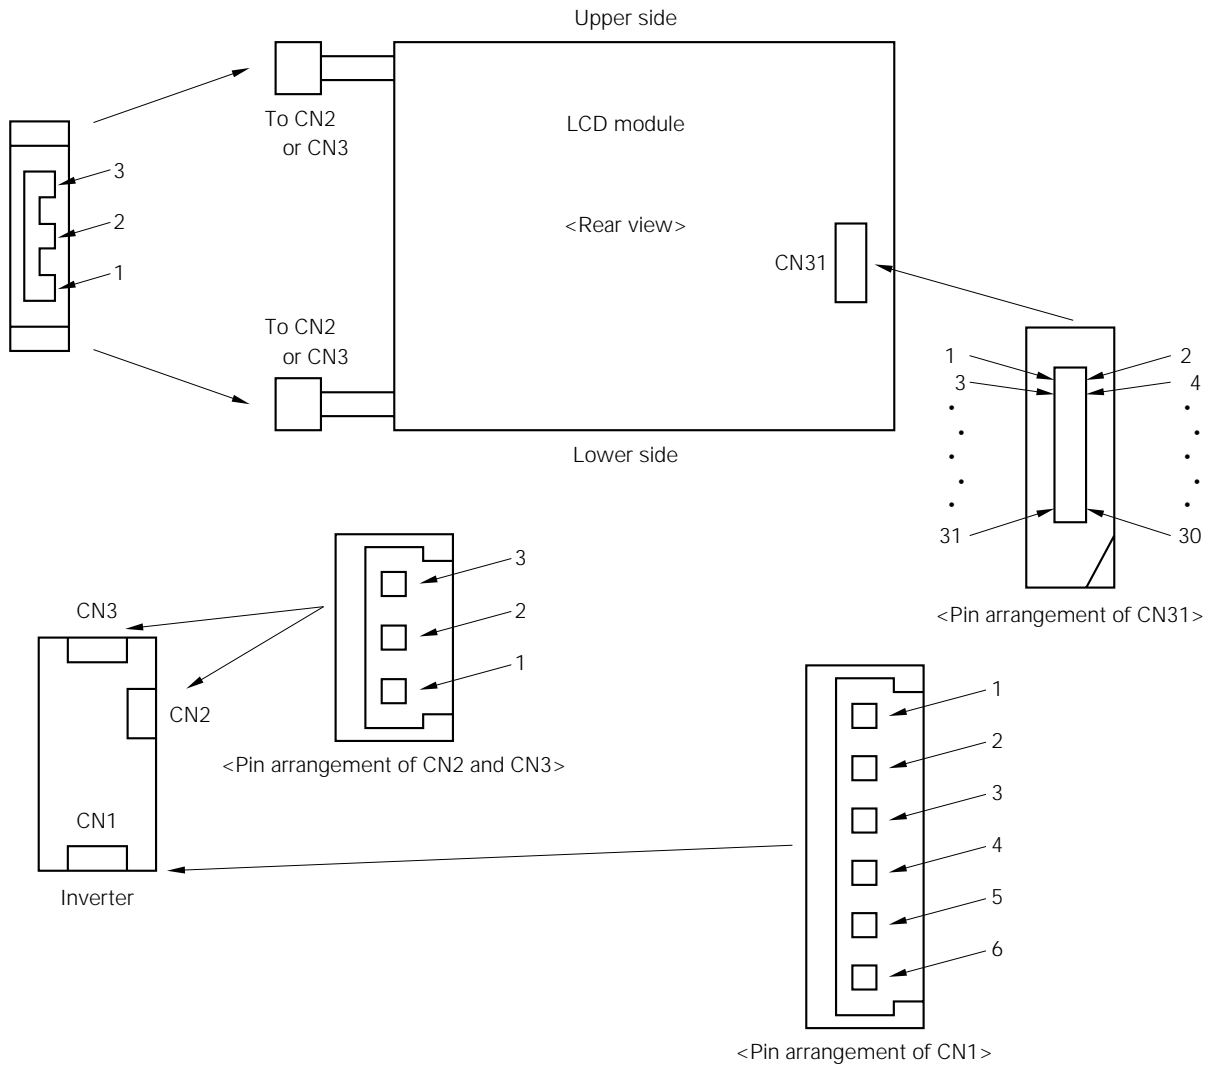 Upper side
To CN2
or CN3
LCD module
3
2
1
<Rear view>
CN31
To CN2
or CN3
Lower side
1
2
3
4
31
30
<Pin arrangement of CN31>
3
2
1
<Pin arrangement of CN2 and CN3>
CN3
CN2
CN1
Inverter
1
2
3
4
5
6
<Pin arrangement of CN1>